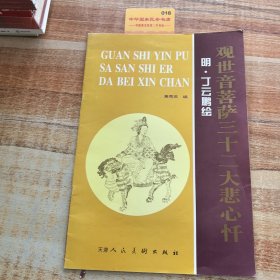 018
GUAN SHI YIN PU
SA SAN SHI ER
DA BEI XIN CHAN
观世音菩萨三十二大悲心忏
明·丁云鹏绘
编
天津人民美术出版社